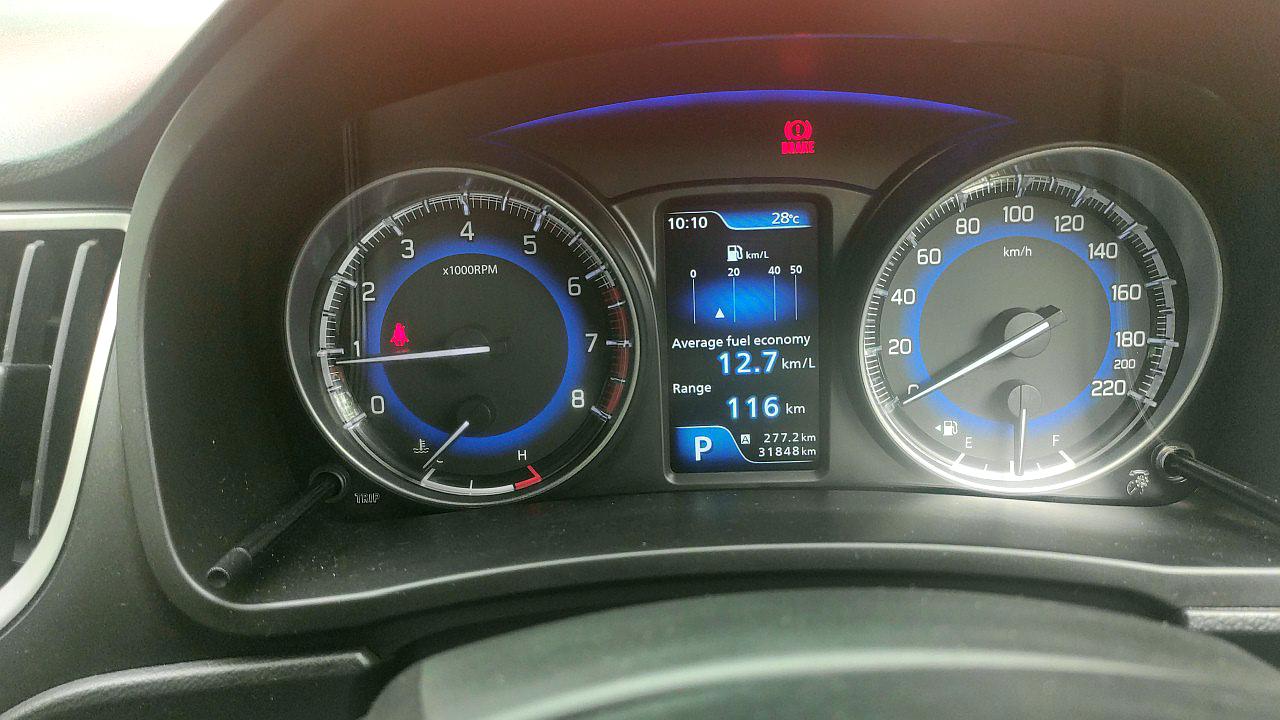 BRAKE
10:10 28°C
km/L
0 20 40 50
Average fuel economy
12.7 km/L
Range
116 km
P A 277.2 km
31848 km
0 1 2 3 4 5 6 7 8
x1000RPM
H
TRIP
0 20 40 60 80 100 120 140 160 180 200 220
km/h
E F